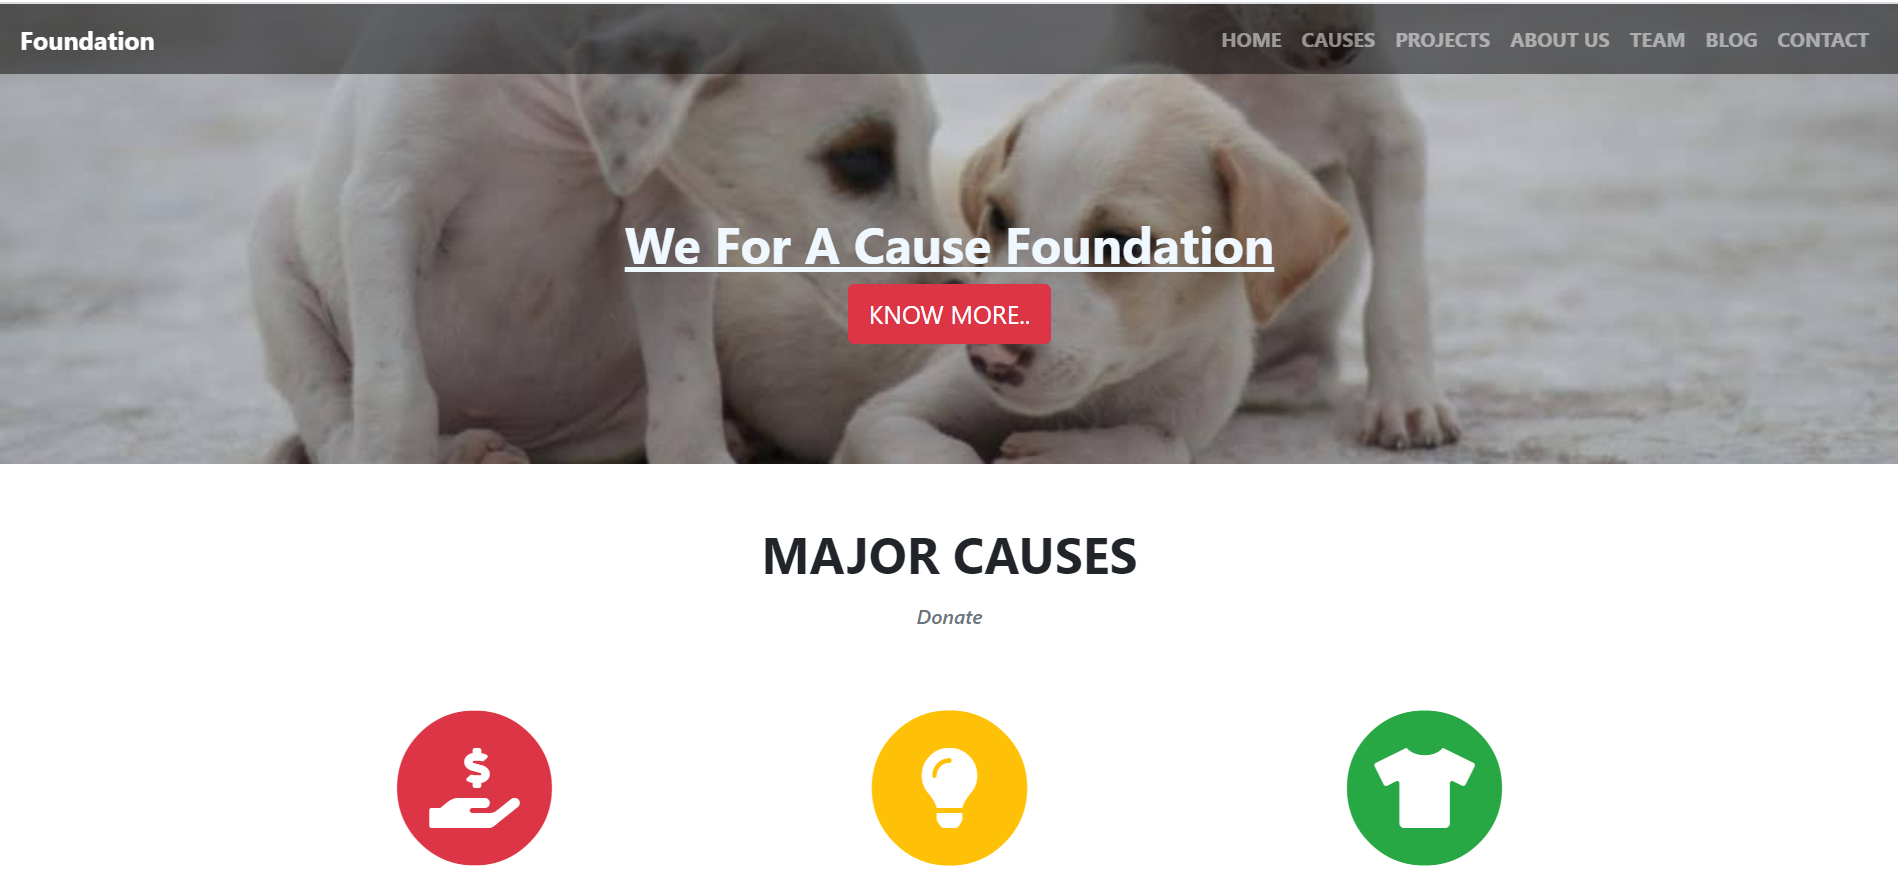 Foundation HOME CAUSES PROJECTS ABOUT US TEAM BLOG CONTACT
We For A Cause Foundation
KNOW MORE..
MAJOR CAUSES
Donate
$